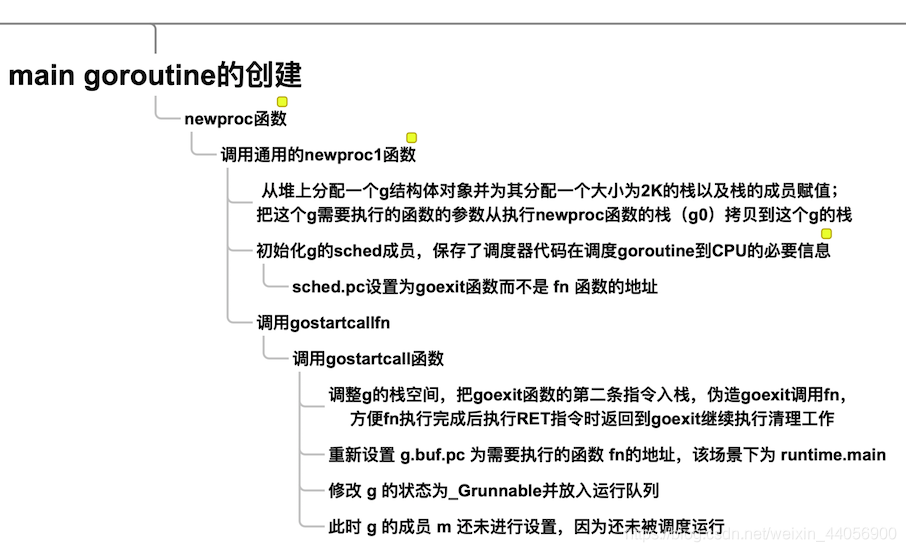 main goroutine的创建
newproc函数
调用通用的newproc1函数
从堆上分配一个g结构体对象并为其分配一个大小为2K的栈以及栈的成员赋值；
把这个g需要执行的函数的参数从执行newproc函数的栈（g0）拷贝到这个g的栈
初始化g的sched成员，保存了调度器代码在调度goroutine到CPU的必要信息
sched.pc设置为goexit函数而不是 fn 函数的地址
调用gostartcallfn
调用gostartcall函数
调整g的栈空间，把goexit函数的第二条指令入栈，伪造goexit调用fn，
方便fn执行完成后执行RET指令时返回到goexit继续执行清理工作
重新设置 g.buf.pc 为需要执行的函数 fn的地址，该场景下为 runtime.main
修改 g 的状态为_Grunnable并放入运行队列
此时 g 的成员 m 还未进行设置，因为还未被调度运行
https://blog.csdn.net/weixin_44056900